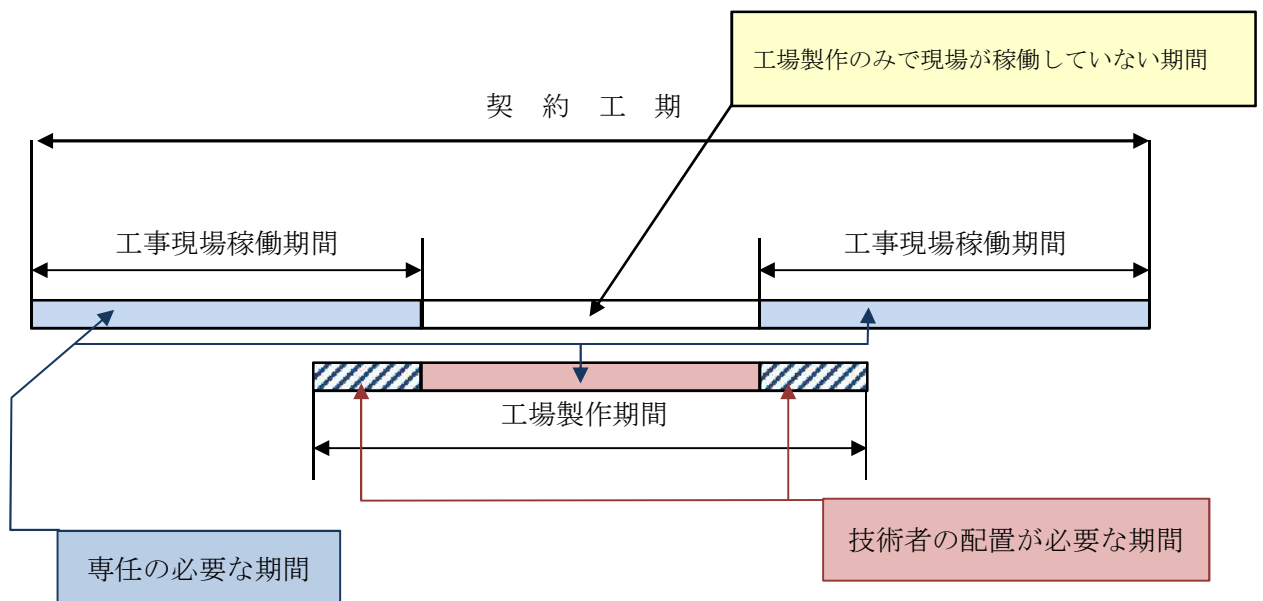 工場製作のみで現場が稼働していない期間
契 約 工 期
工事現場稼働期間
工事現場稼働期間
工場製作期間
技術者の配置が必要な期間
専任の必要な期間